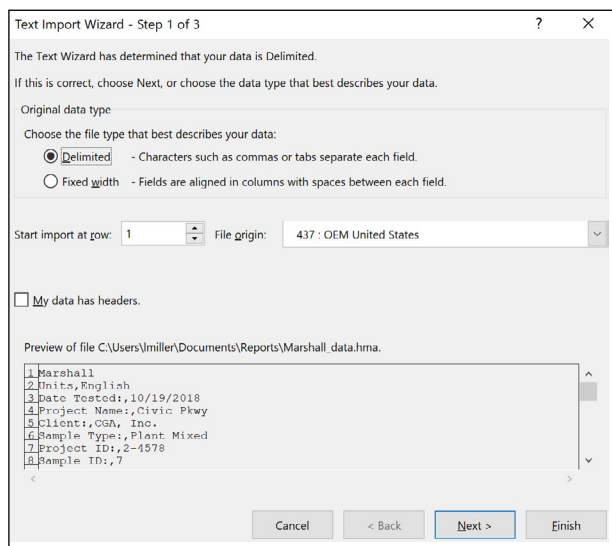 Text Import Wizard - Step 1 of 3 ? ×
The Text Wizard has determined that your data is Delimited.
If this is correct, choose Next, or choose the data type that best describes your data.
Original data type
Choose the file type that best describes your data:
Delimited - Characters such as commas or tabs separate each field.
Fixed width - Fields are aligned in columns with spaces between each field.
Start import at row: 1 File origin: 437 : OEM United States
My data has headers.
Preview of file C:\Users\lmiller\Documents\Reports\Marshall_data.hma.
1 Marshall
2 Units,English
3 Date Tested:,10/19/2018
4 Project Name:,Civic Pkwy
5 Client:,CGA, Inc.
6 Sample Type:,Plant Mixed
7 Project ID:,2-4578
8 Sample ID:,7
Cancel < Back Next > Finish